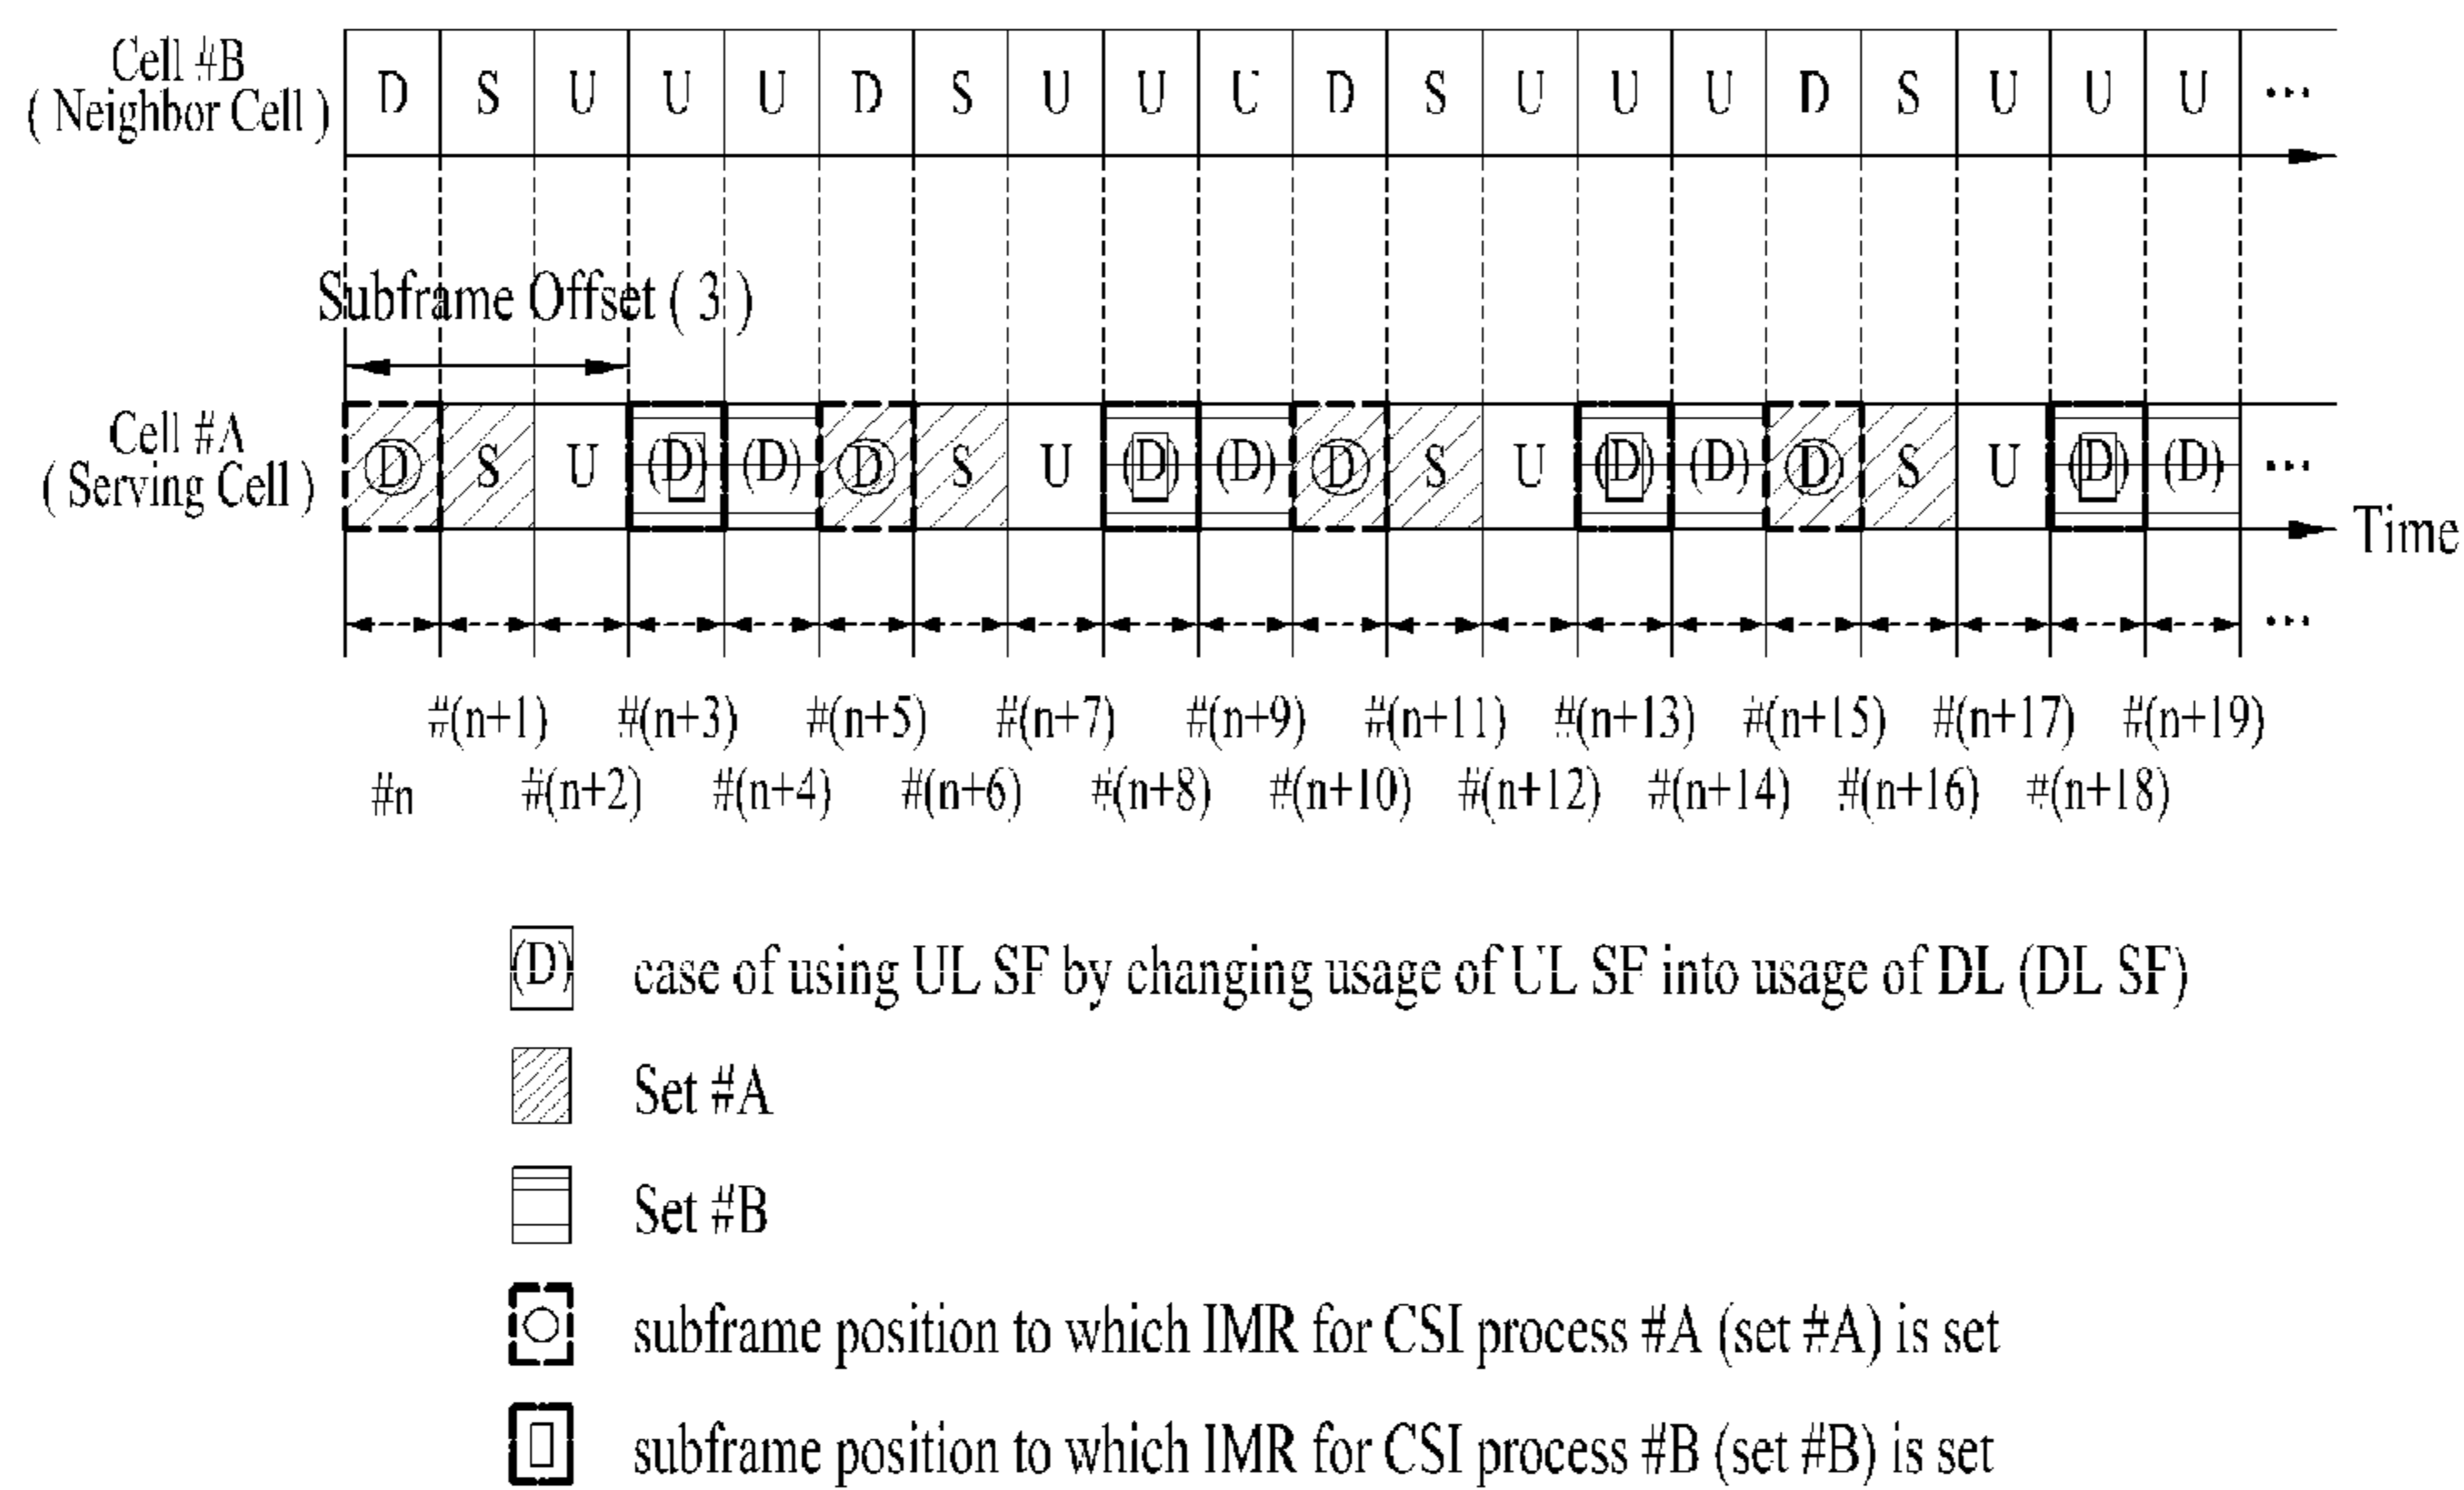 Cell #B
( Neighbor Cell )
D S U U U D S U U U D S U U U D S U U U ...
Subframe Offset ( 3 )
Cell #A
( Serving Cell )
D S U (D) (D) D S U (D) (D) D S U (D) (D) D S U (D) (D) ...
Time
...
#(n+1) #(n+3) #(n+5) #(n+7) #(n+9) #(n+11) #(n+13) #(n+15) #(n+17) #(n+19)
#n #(n+2) #(n+4) #(n+6) #(n+8) #(n+10) #(n+12) #(n+14) #(n+16) #(n+18)
(D) case of using UL SF by changing usage of UL SF into usage of DL (DL SF)
Set #A
Set #B
subframe position to which IMR for CSI process #A (set #A) is set
subframe position to which IMR for CSI process #B (set #B) is set